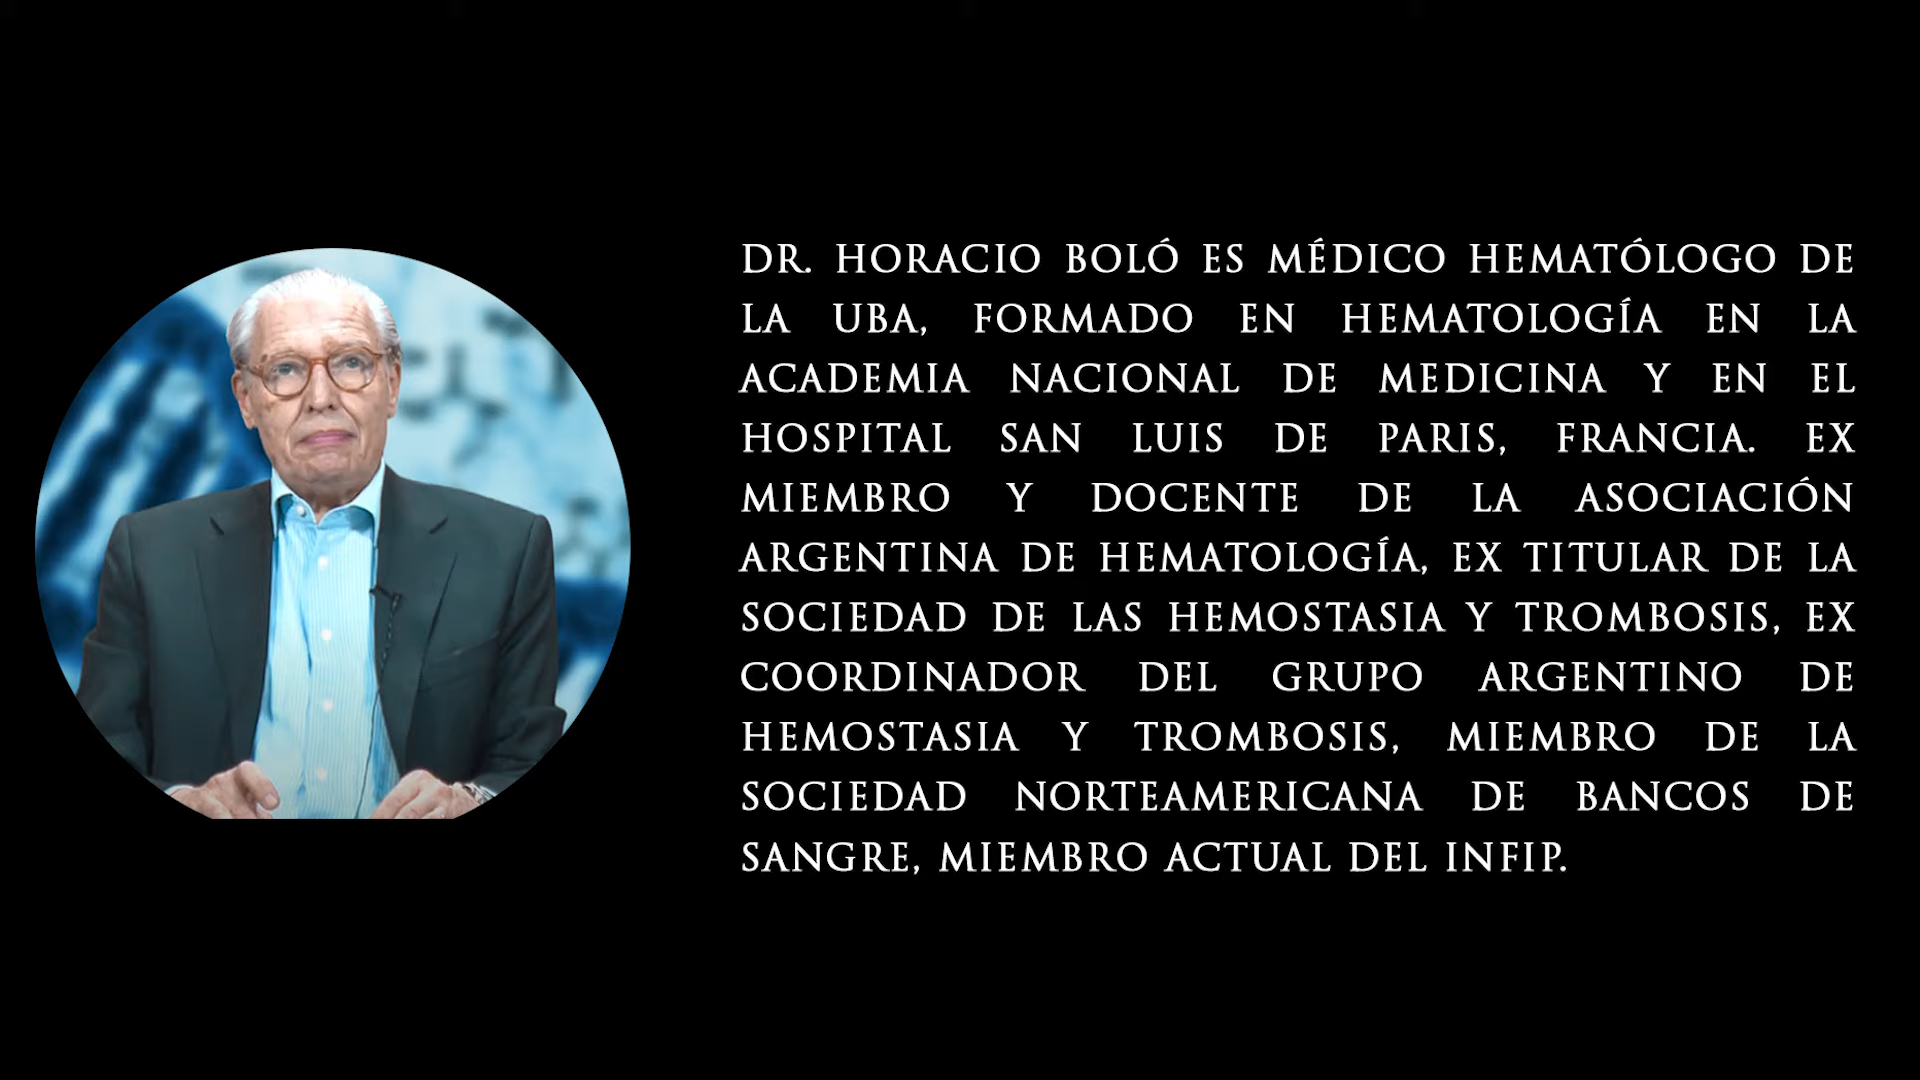 DR. HORACIO BOLÓ ES MÉDICO HEMATÓLOGO DE
LA UBA, FORMADO EN HEMATOLOGÍA EN LA
ACADEMIA NACIONAL DE MEDICINA Y EN EL
HOSPITAL SAN LUIS DE PARIS, FRANCIA. EX
MIEMBRO Y DOCENTE DE LA ASOCIACIÓN
ARGENTINA DE HEMATOLOGÍA, EX TITULAR DE LA
SOCIEDAD DE LAS HEMOSTASIA Y TROMBOSIS, EX
COORDINADOR DEL GRUPO ARGENTINO DE
HEMOSTASIA Y TROMBOSIS, MIEMBRO DE LA
SOCIEDAD NORTEAMERICANA DE BANCOS DE
SANGRE, MIEMBRO ACTUAL DEL INFIP.